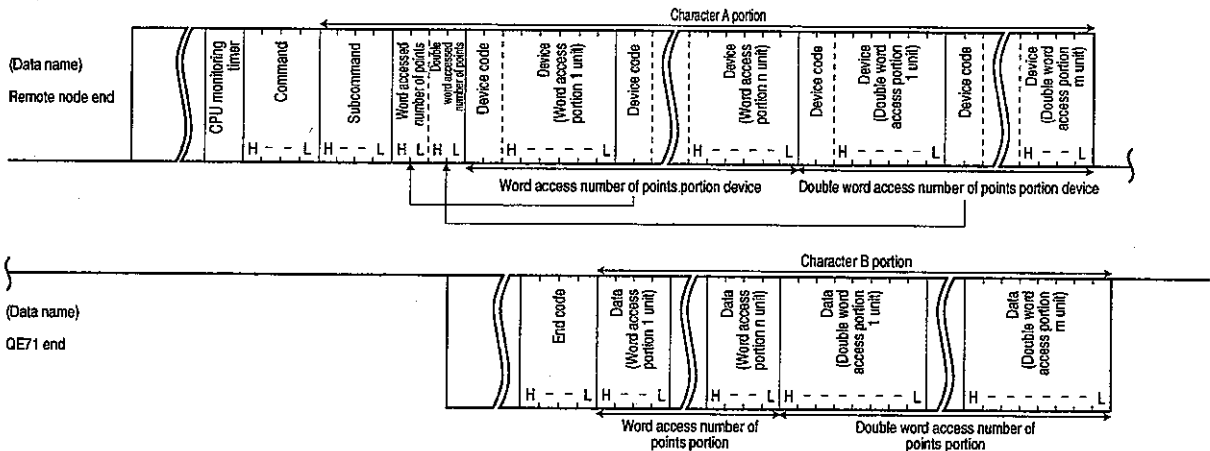 Character A portion
(Data name)
Remote node end
CPU monitoring
timer
Command
H - - L
Subcommand
H - - L
Word accessed
number of points
H L
Double
word accessed
number of points
H L
Device code
Device
(Word access
portion 1 unit)
H - - - - L
Device code
Device
(Word access
portion n unit)
H - - - - L
Device code
Device
(Double word
access portion
1 unit)
H - - - - L
Device code
Device
(Double word
access portion
m unit)
H - - L
Word access number of points.portion device
Double word access number of points portion device
Character B portion
(Data name)
QE71 end
End code
H - - L
Data
(Word access
portion 1 unit)
H - - L
Data
(Word access
portion n unit)
H - - L
Data
(Double word
access portion
1 unit)
H - - - - - - L
Data
(Double word
access portion
m unit)
H - - - - - - L
Word access number of
points portion
Double word access number of
points portion